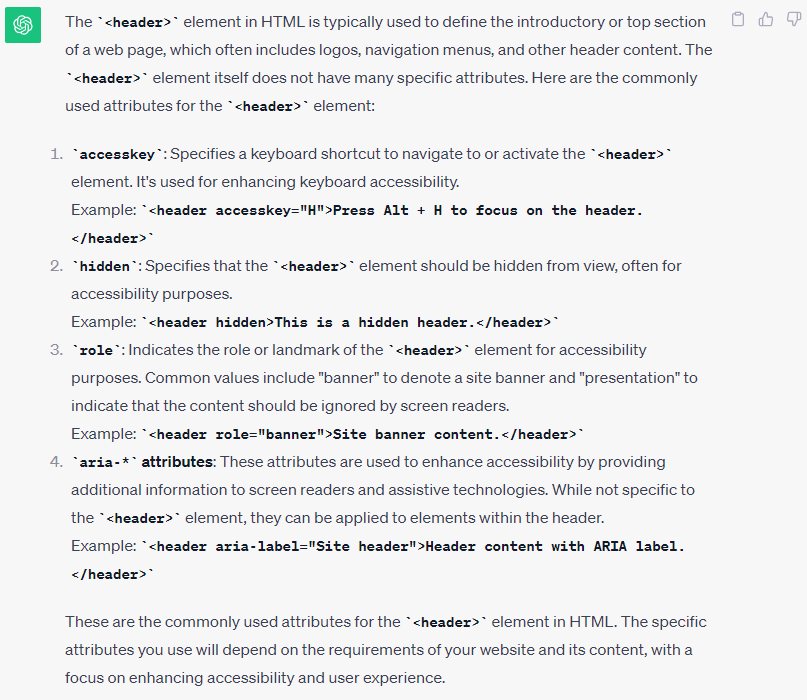 The `<header>` element in HTML is typically used to define the introductory or top section
of a web page, which often includes logos, navigation menus, and other header content. The
`<header>` element itself does not have many specific attributes. Here are the commonly
used attributes for the `<header>` element:
1. `accesskey`: Specifies a keyboard shortcut to navigate to or activate the `<header>`
element. It's used for enhancing keyboard accessibility.
Example: `<header accesskey="H">Press Alt + H to focus on the header.
</header>`
2. `hidden`: Specifies that the `<header>` element should be hidden from view, often for
accessibility purposes.
Example: `<header hidden>This is a hidden header.</header>`
3. `role`: Indicates the role or landmark of the `<header>` element for accessibility
purposes. Common values include "banner" to denote a site banner and "presentation" to
indicate that the content should be ignored by screen readers.
Example: `<header role="banner">Site banner content.</header>`
4. `aria-*` attributes: These attributes are used to enhance accessibility by providing
additional information to screen readers and assistive technologies. While not specific to
the `<header>` element, they can be applied to elements within the header.
Example: `<header aria-label="Site header">Header content with ARIA label.
</header>`
These are the commonly used attributes for the `<header>` element in HTML. The specific
attributes you use will depend on the requirements of your website and its content, with a
focus on enhancing accessibility and user experience.